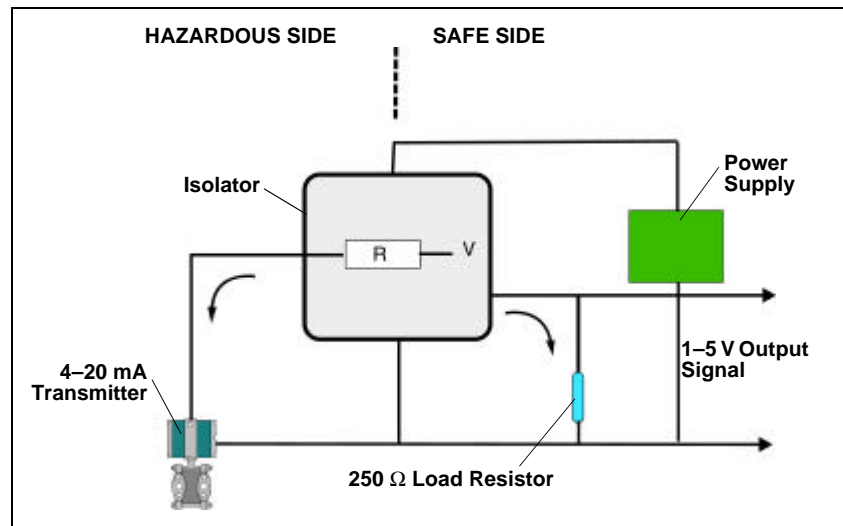 HAZARDOUS SIDE
SAFE SIDE
Isolator
Power
Supply
R
V
4–20 mA
Transmitter
1–5 V Output
Signal
250 Ω Load Resistor